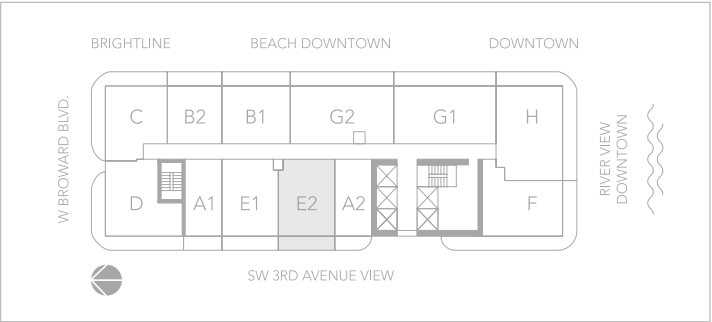 BRIGHTLINE BEACH DOWNTOWN DOWNTOWN
W BROWARD BLVD.
C B2 B1 G2 G1 H
D A1 E1 E2 A2 F
RIVER VIEW
DOWNTOWN
SW 3RD AVENUE VIEW